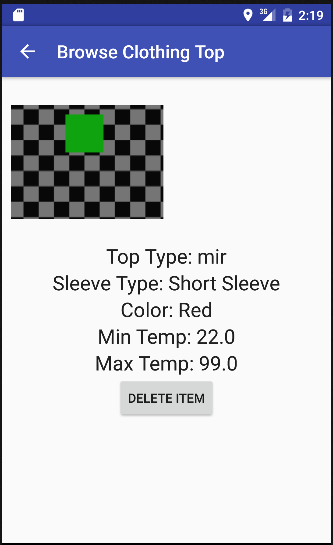 3G
2:19
Browse Clothing Top
Top Type: mir
Sleeve Type: Short Sleeve
Color: Red
Min Temp: 22.0
Max Temp: 99.0
DELETE ITEM